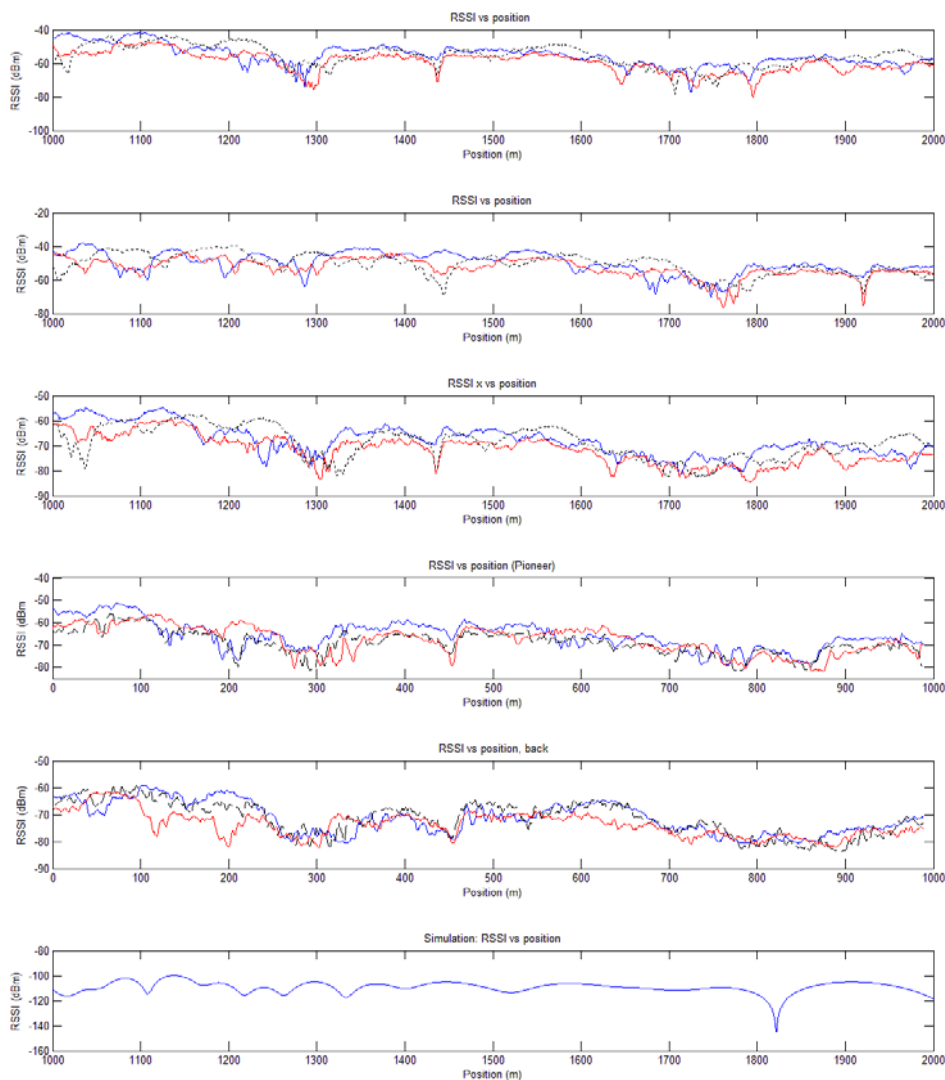 RSSI vs position
-40
-60
-80
-100
RSSI (dBm)
1000 1100 1200 1300 1400 1500 1600 1700 1800 1900 2000
Position (m)
RSSI vs position
-20
-40
-60
-80
RSSI (dBm)
1000 1100 1200 1300 1400 1500 1600 1700 1800 1900 2000
Position (m)
RSSI x vs position
-50
-60
-70
-80
-90
RSSI (dBm)
1000 1100 1200 1300 1400 1500 1600 1700 1800 1900 2000
Position (m)
RSSI vs position (Pioneer)
-40
-50
-60
-70
-80
RSSI (dBm
0 100 200 300 400 500 600 700 800 900 1000
Position (m)
RSSI vs position, back
-50
-60
-70
-80
-90
RSSI (dBm)
0 100 200 300 400 500 600 700 800 900 1000
Position (m)
Simulation: RSSI vs position
-80
-100
-120
-140
-160
RSSI (dBm)
1000 1100 1200 1300 1400 1500 1600 1700 1800 1900 2000
Position (m)